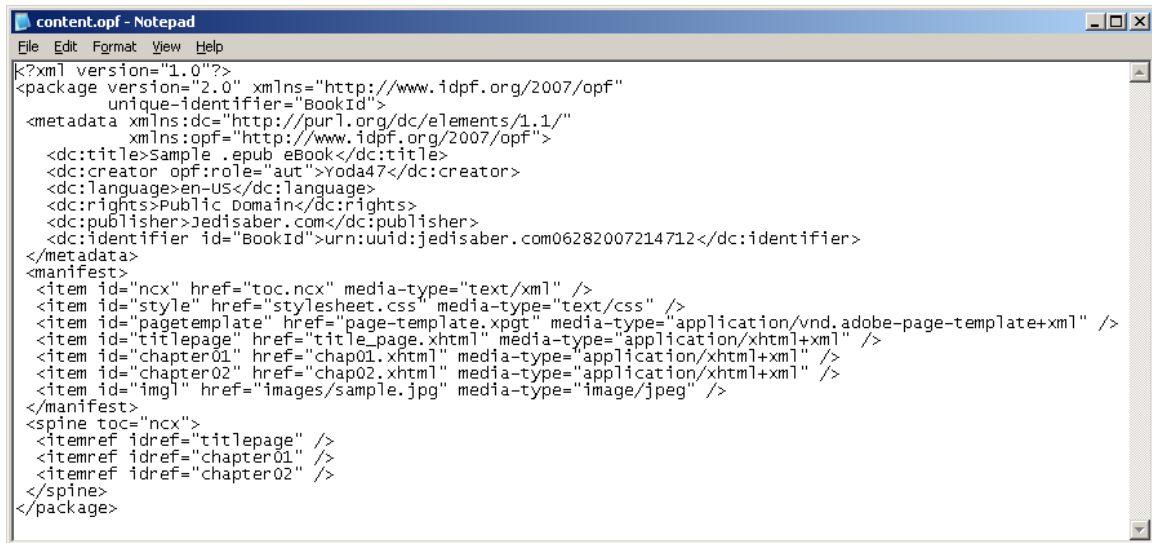 content.opf - Notepad
File Edit Format View Help
<?xml version="1.0"?>
<package version="2.0" xmlns="http://www.idpf.org/2007/opf"
          unique-identifier="BookId">
 <metadata xmlns:dc="http://purl.org/dc/elements/1.1/"
           xmlns:opf="http://www.idpf.org/2007/opf">
   <dc:title>Sample .epub eBook</dc:title>
   <dc:creator opf:role="aut">Yoda47</dc:creator>
   <dc:language>en-US</dc:language>
   <dc:rights>Public Domain</dc:rights>
   <dc:publisher>Jedisaber.com</dc:publisher>
   <dc:identifier id="BookId">urn:uuid:jedisaber.com06282007214712</dc:identifier>
 </metadata>
 <manifest>
  <item id="ncx" href="toc.ncx" media-type="text/xml" />
  <item id="style" href="stylesheet.css" media-type="text/css" />
  <item id="pagetemplate" href="page-template.xpgt" media-type="application/vnd.adobe-page-template+xml" />
  <item id="titlepage" href="title_page.xhtml" media-type="application/xhtml+xml" />
  <item id="chapter01" href="chap01.xhtml" media-type="application/xhtml+xml" />
  <item id="chapter02" href="chap02.xhtml" media-type="application/xhtml+xml" />
  <item id="imgl" href="images/sample.jpg" media-type="image/jpeg" />
 </manifest>
 <spine toc="ncx">
  <itemref idref="titlepage" />
  <itemref idref="chapter01" />
  <itemref idref="chapter02" />
 </spine>
</package>